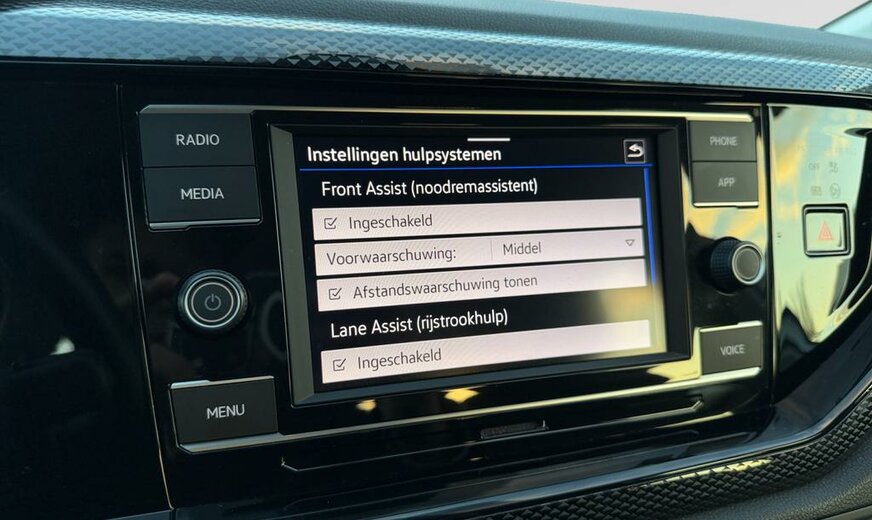 RADIO
MEDIA
MENU
Instellingen hulpsystemen
Front Assist (noodremassistent)
Ingeschakeld
Voorwaarschuwing: Middel
Afstandswaarschuwing tonen
Lane Assist (rijstrookhulp)
Ingeschakeld
PHONE
APP
VOICE
OFF